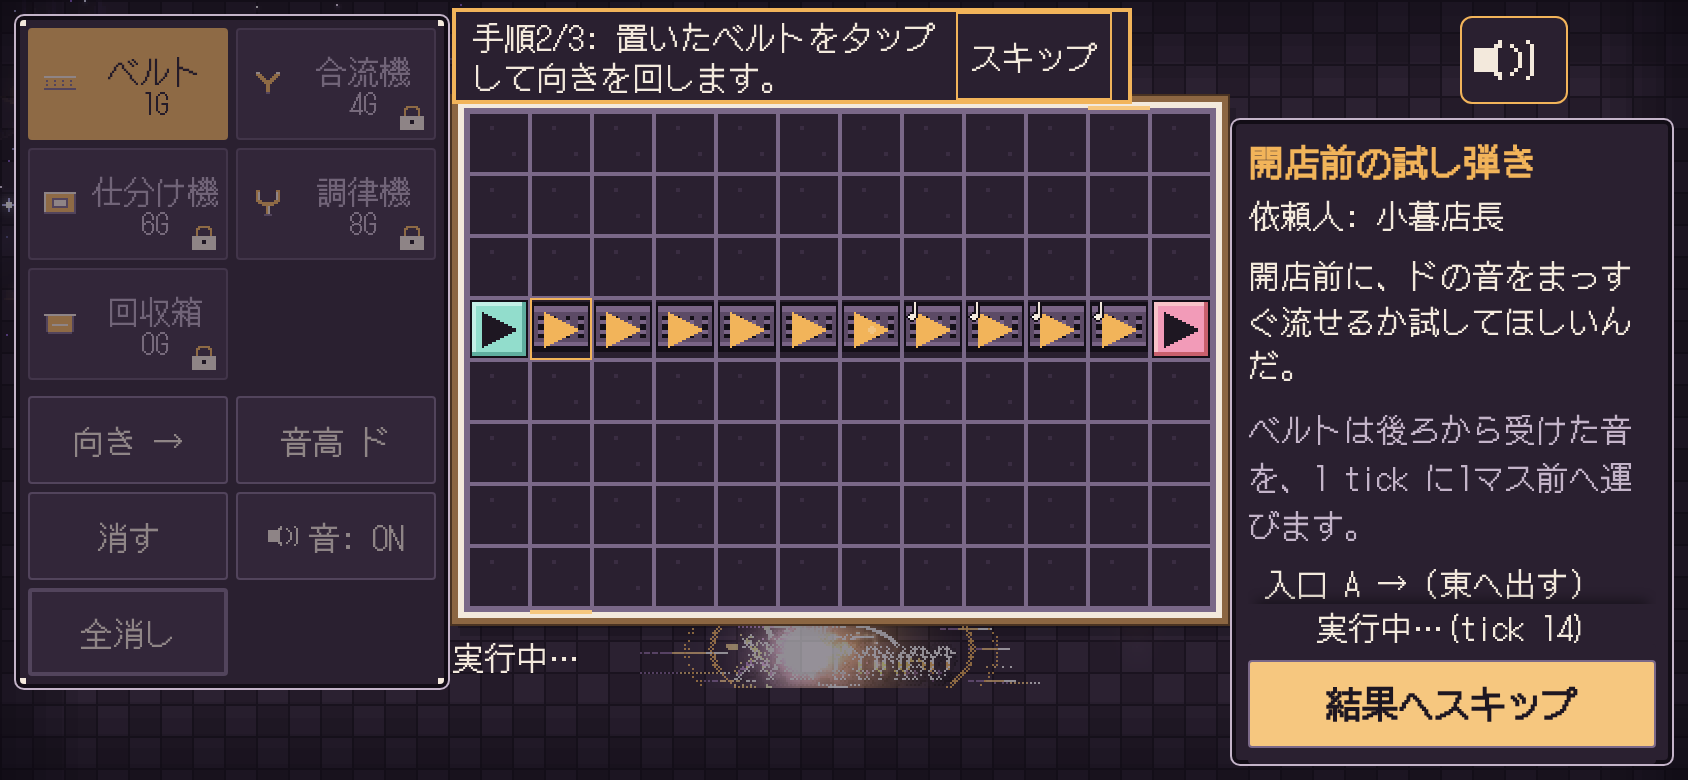 手順2/3: 置いたベルトをタップ
して向きを回します。
スキップ
ベルト
1G
合流機
4G
仕分け機
6G
調律機
8G
回収箱
0G
向き →
音高 ド
消す
音: ON
全消し
実行中…
開店前の試し弾き
依頼人: 小暮店長
開店前に、ドの音をまっす
ぐ流せるか試してほしいん
だ。
ベルトは後ろから受けた音
を、1 tick に1マス前へ運
びます。
入口 A → (東へ出す)
実行中…(tick 14)
結果へスキップ